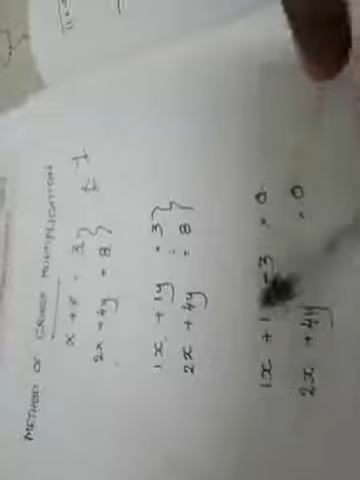 METHOD OF CROSS MULTIPLICATION
x + y = 3 }
2x + 4y = 8 } ← 1
1x + 1y = 3 }
2x + 4y = 8 }
1x + 1 - 3 = 0
2x + 4y = 0